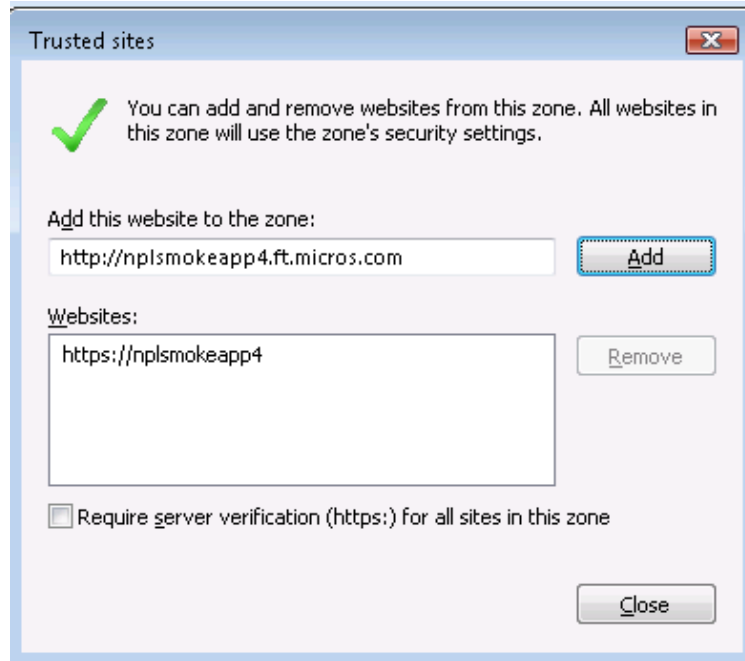 Trusted sites
You can add and remove websites from this zone. All websites in
this zone will use the zone's security settings.
Add this website to the zone:
http://nplsmokeapp4.ft.micros.com
Add
Websites:
https://nplsmokeapp4
Remove
Require server verification (https:) for all sites in this zone
Close